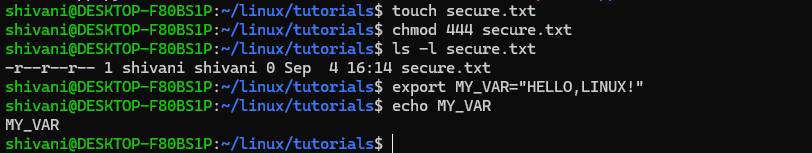 shivani@DESKTOP-F80BS1P:~/linux/tutorials$ touch secure.txt
shivani@DESKTOP-F80BS1P:~/linux/tutorials$ chmod 444 secure.txt
shivani@DESKTOP-F80BS1P:~/linux/tutorials$ ls -l secure.txt
-r--r--r-- 1 shivani shivani 0 Sep  4 16:14 secure.txt
shivani@DESKTOP-F80BS1P:~/linux/tutorials$ export MY_VAR="HELLO,LINUX!"
shivani@DESKTOP-F80BS1P:~/linux/tutorials$ echo MY_VAR
MY_VAR
shivani@DESKTOP-F80BS1P:~/linux/tutorials$